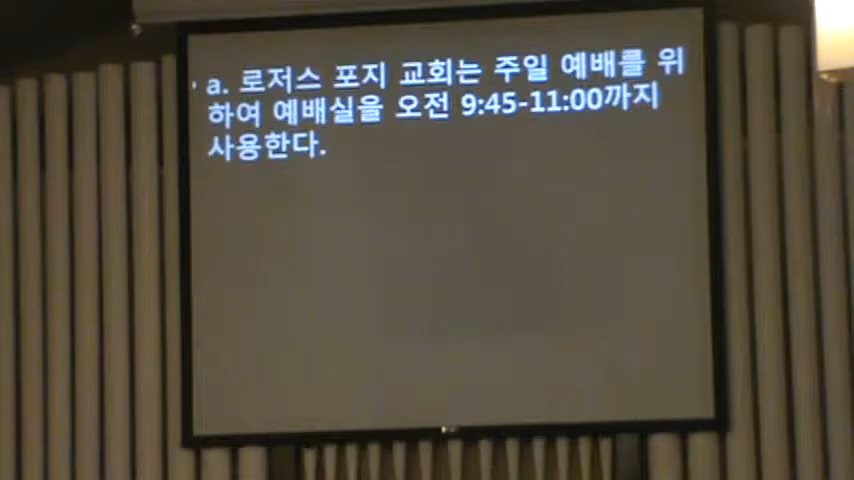 a. 로저스 포지 교회는 주일 예배를 위
하여 예배실을 오전 9:45-11:00까지
사용한다.